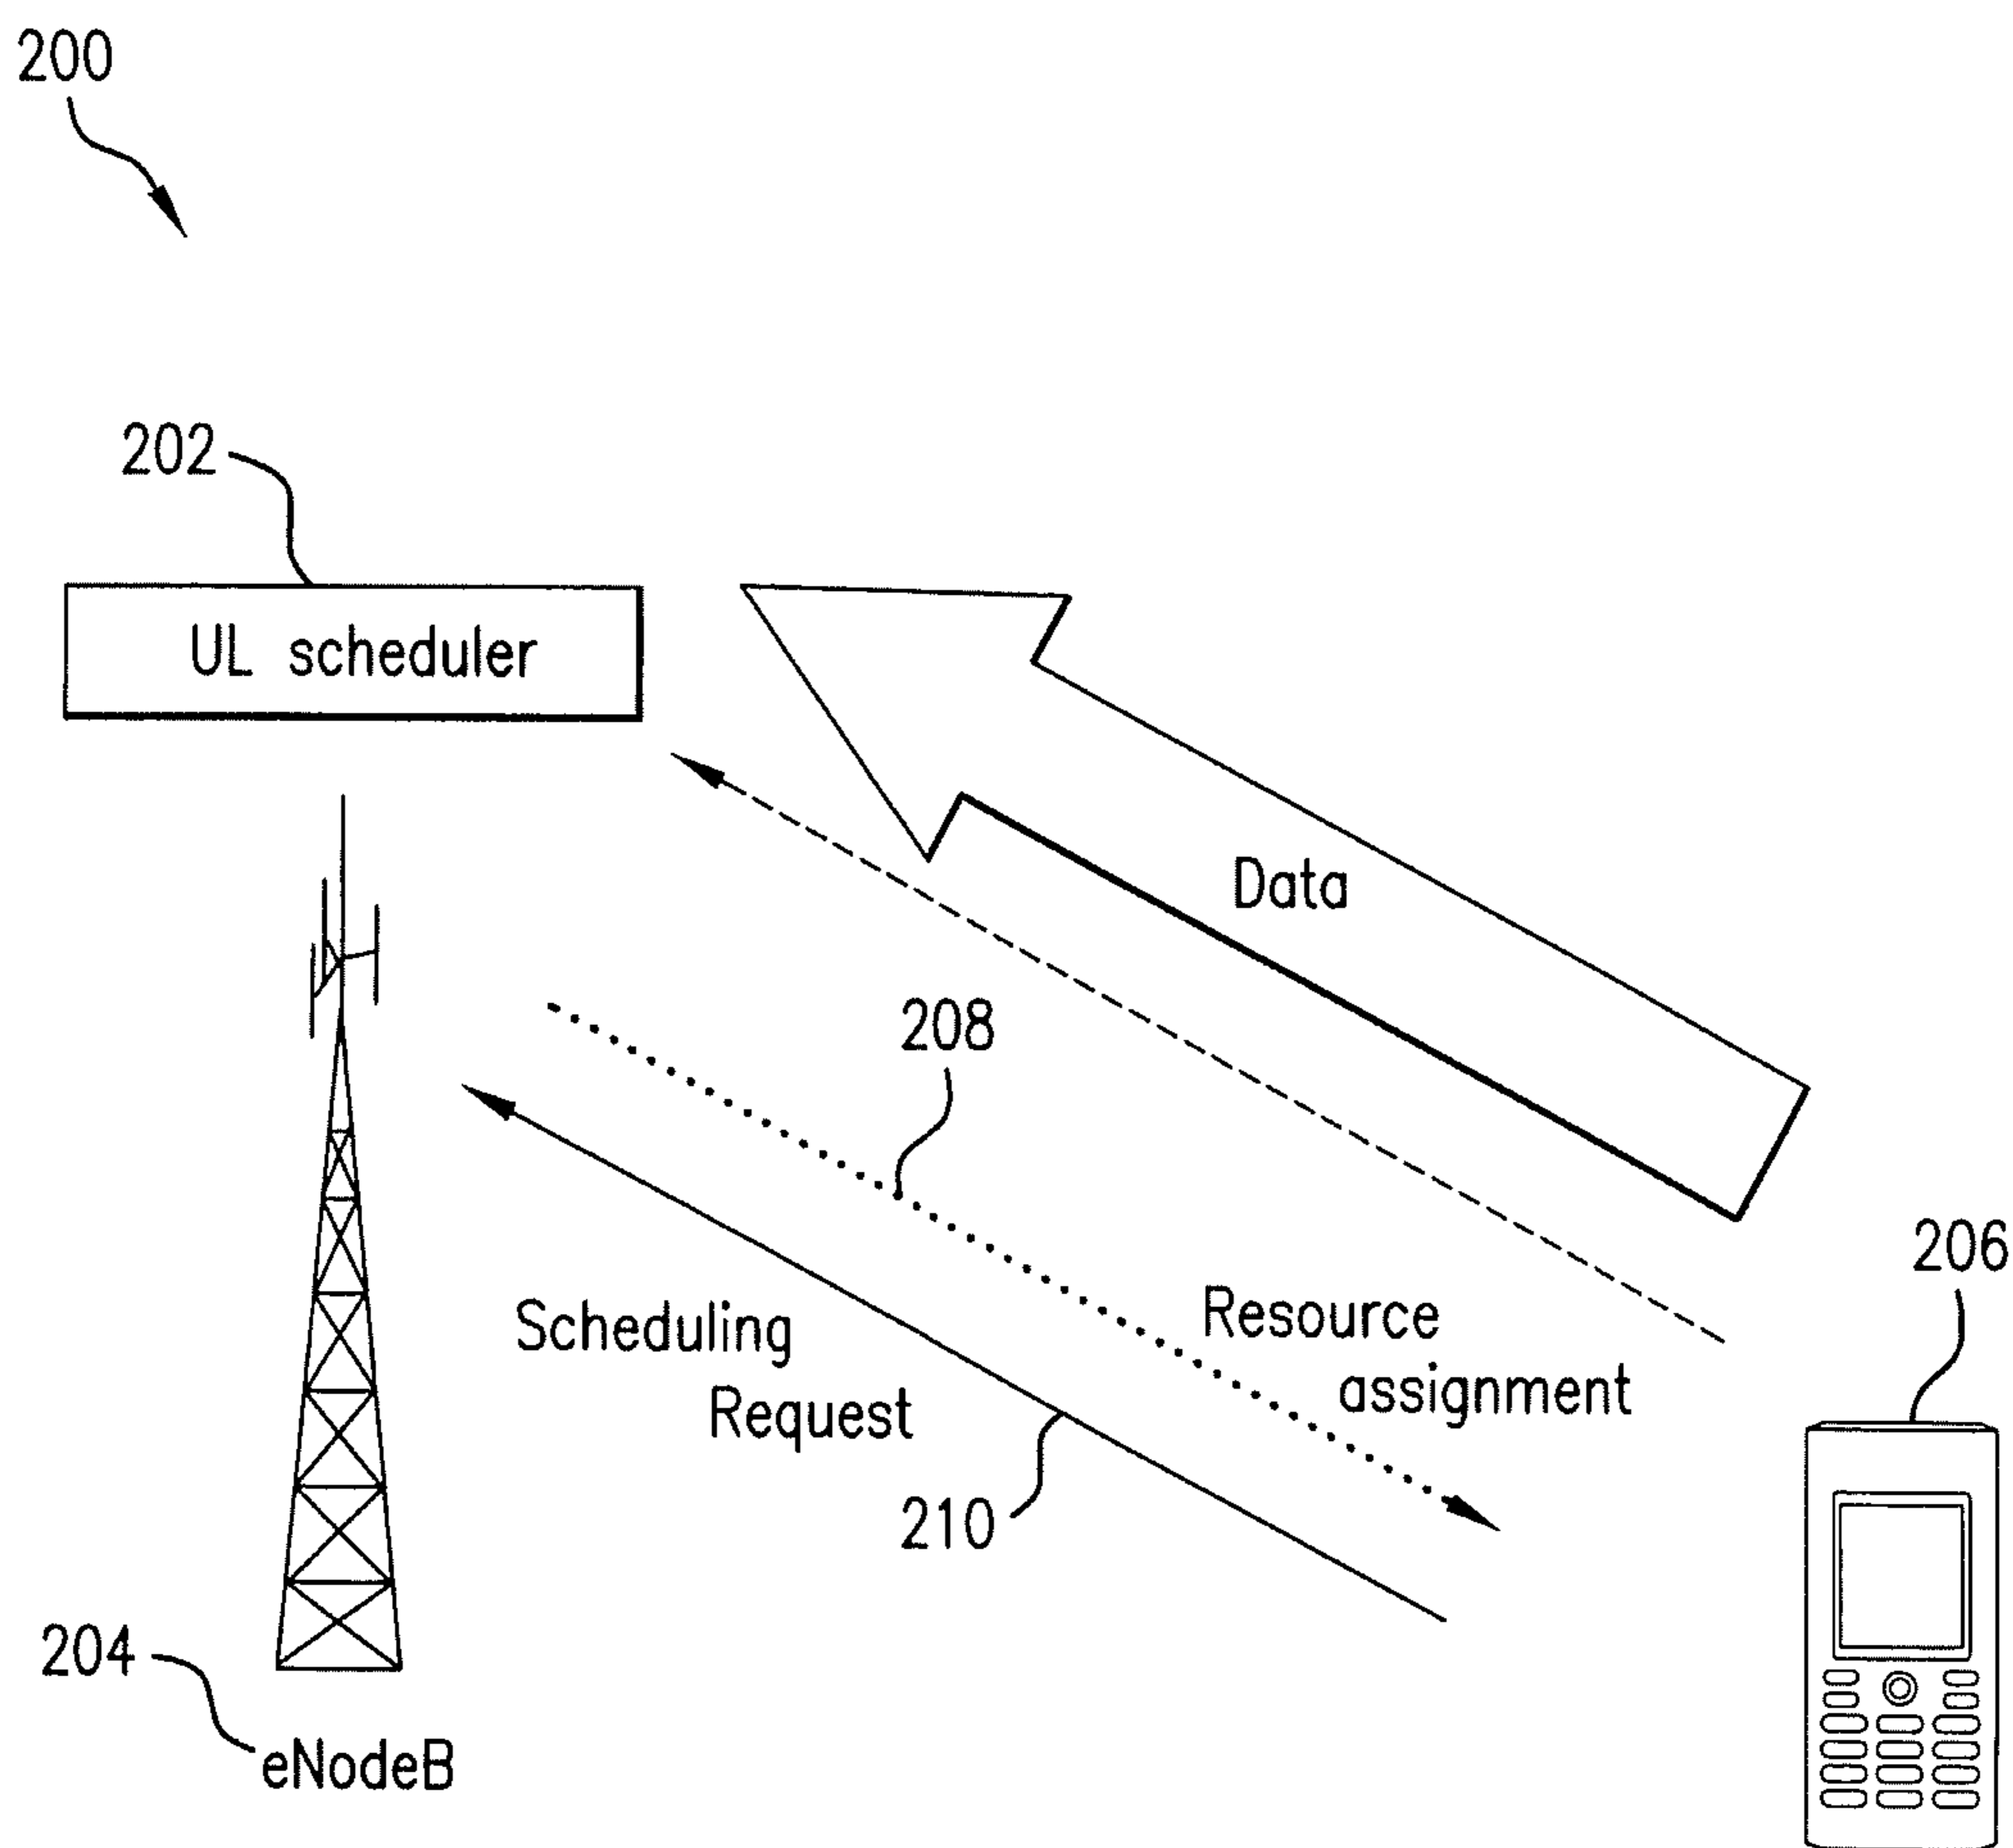 200
202
UL scheduler
Data
208
206
Resource
assignment
Scheduling
Request
210
204
eNodeB